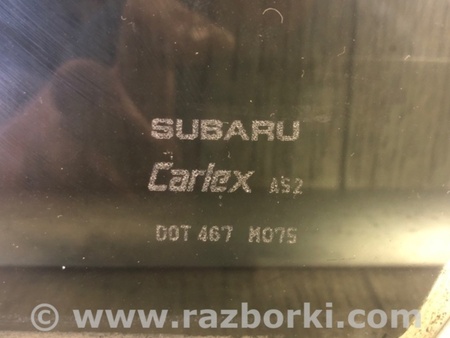 SUBARU
Carlex AS2
DOT 467 M075
© www.razborki.com